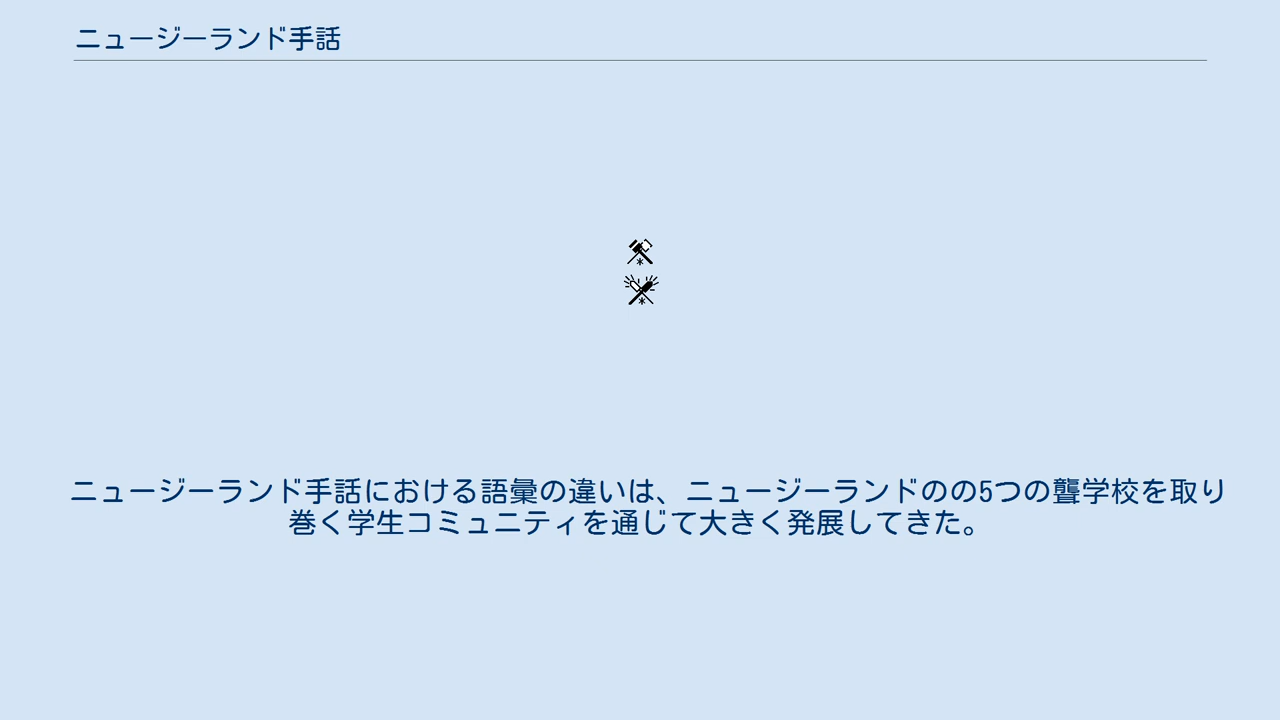 ニュージーランド手話
ニュージーランド手話における語彙の違いは、ニュージーランドのの5つの聾学校を取り
巻く学生コミュニティを通じて大きく発展してきた。